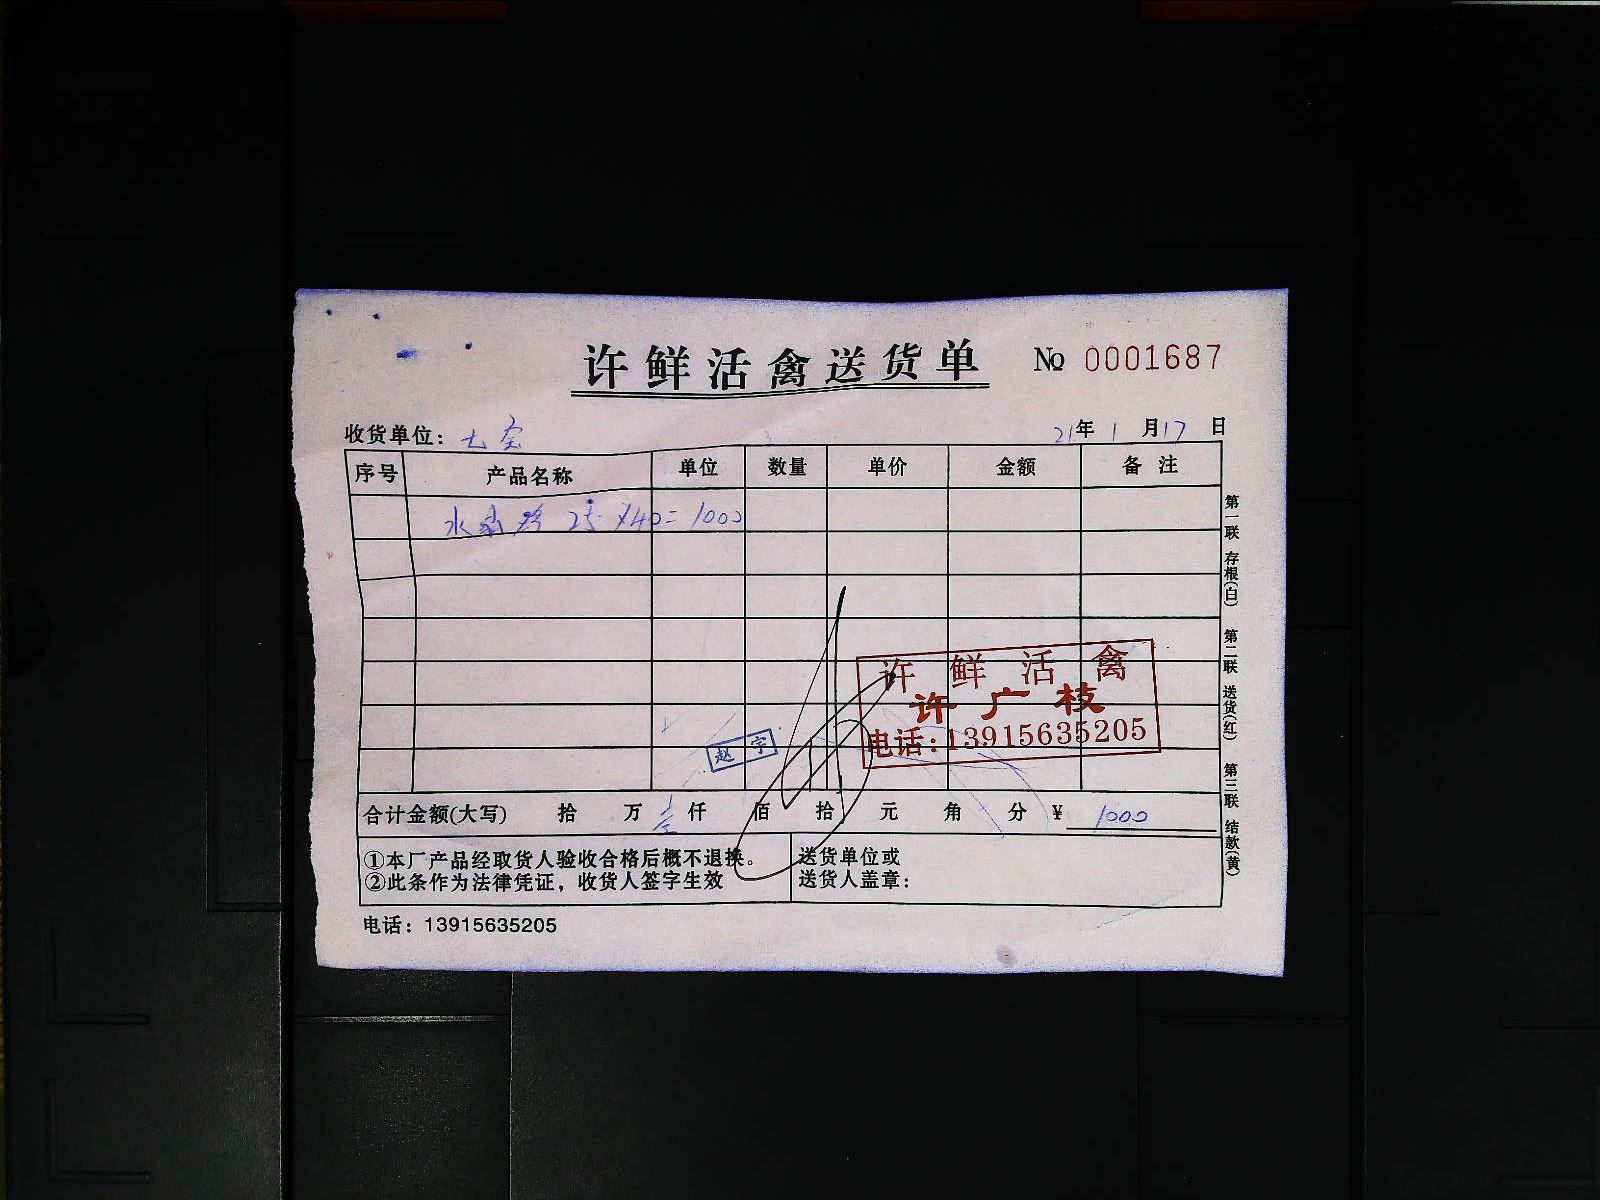 许鲜活禽送货单 № 0001687
收货单位: 21年 1月17日
序号 产品名称 单位 数量 单价 金额 备注
水 25×40=1000
许鲜活禽
许广枝
电话:13915635205
赵宇
合计金额(大写) 拾 万 壹仟 佰 拾 元 角 分 ¥ 1000
①本厂产品经取货人验收合格后概不退换。
②此条作为法律凭证，收货人签字生效
送货单位或
送货人盖章:
电话: 13915635205
第一联 存根(白) 第二联 送货(红) 第三联 结款(黄)